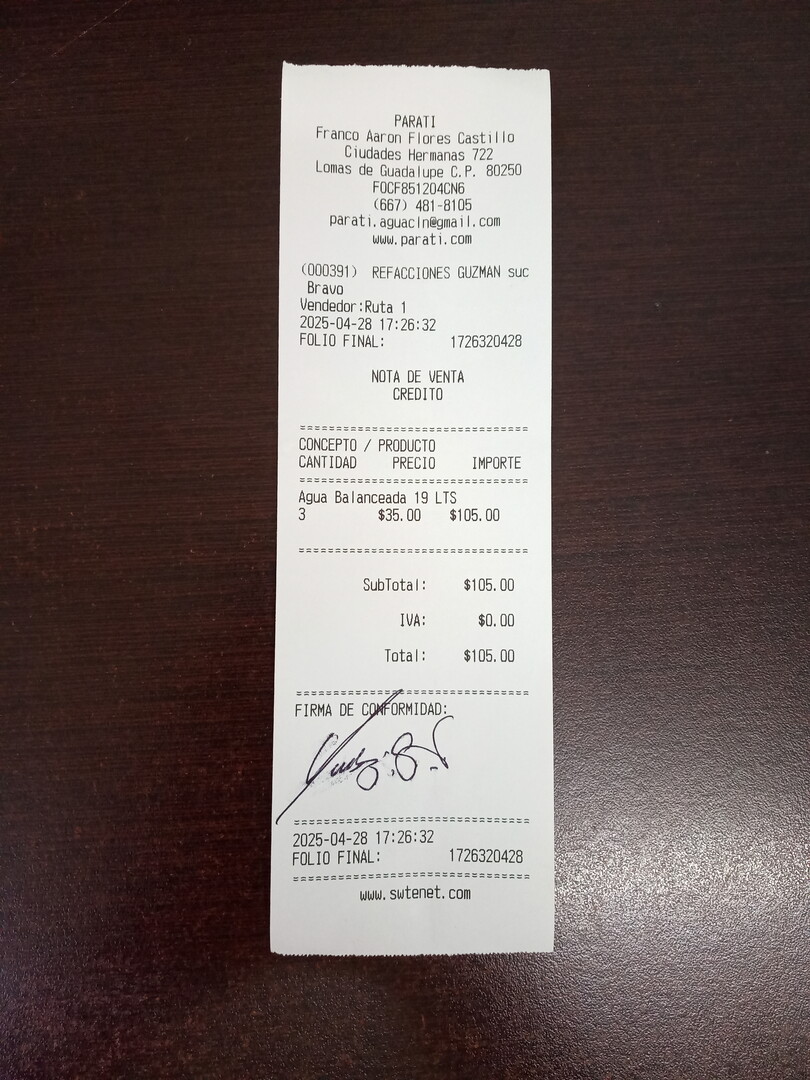 PARATI
Franco Aaron Flores Castillo
Ciudades Hermanas 722
Lomas de Guadalupe C.P. 80250
FOCF851204CN6
(667) 481-8105
parati.aguacln@gmail.com
www.parati.com
(000391) REFACCIONES GUZMAN suc
Bravo
Vendedor:Ruta 1
2025-04-28 17:26:32
FOLIO FINAL: 1726320428
NOTA DE VENTA
CREDITO
==============================
CONCEPTO / PRODUCTO
CANTIDAD PRECIO IMPORTE
==============================
Agua Balanceada 19 LTS
3 $35.00 $105.00
==============================
SubTotal: $105.00
IVA: $0.00
Total: $105.00
==============================
FIRMA DE CONFORMIDAD:
==============================
2025-04-28 17:26:32
FOLIO FINAL: 1726320428
==============================
www.swtenet.com